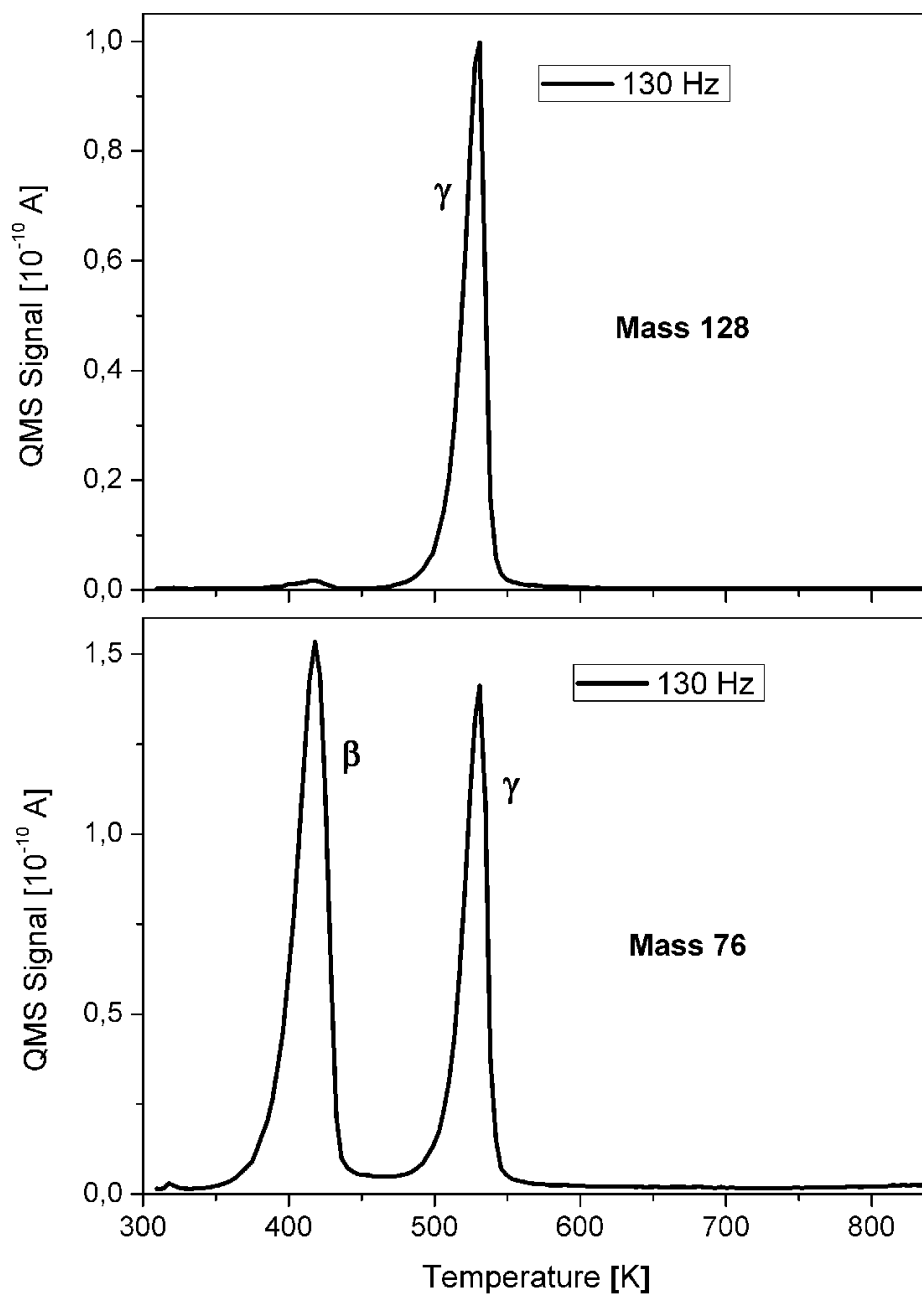 1,0
130 Hz
0,8
γ
0,6
QMS Signal [10⁻¹⁰ A]
Mass 128
0,4
0,2
0,0
1,5
130 Hz
β
γ
1,0
QMS Signal [10⁻¹⁰ A]
Mass 76
0,5
0,0
300 400 500 600 700 800
Temperature [K]